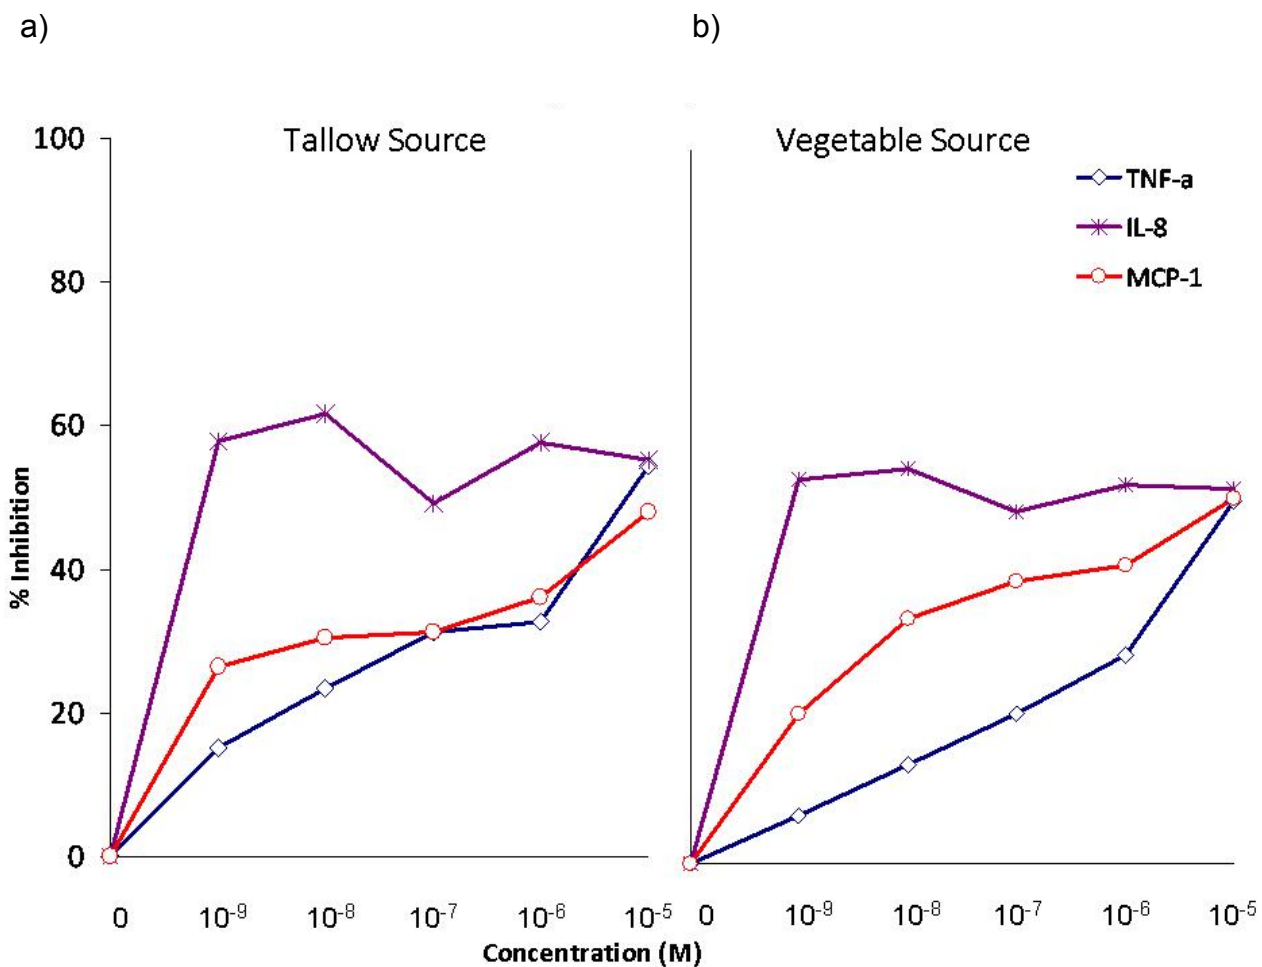 a)
b)
Tallow Source
Vegetable Source
100
80
60
40
20
0
% Inhibition
TNF-a
IL-8
MCP-1
0 10⁻⁹ 10⁻⁸ 10⁻⁷ 10⁻⁶ 10⁻⁵
0 10⁻⁹ 10⁻⁸ 10⁻⁷ 10⁻⁶ 10⁻⁵
Concentration (M)